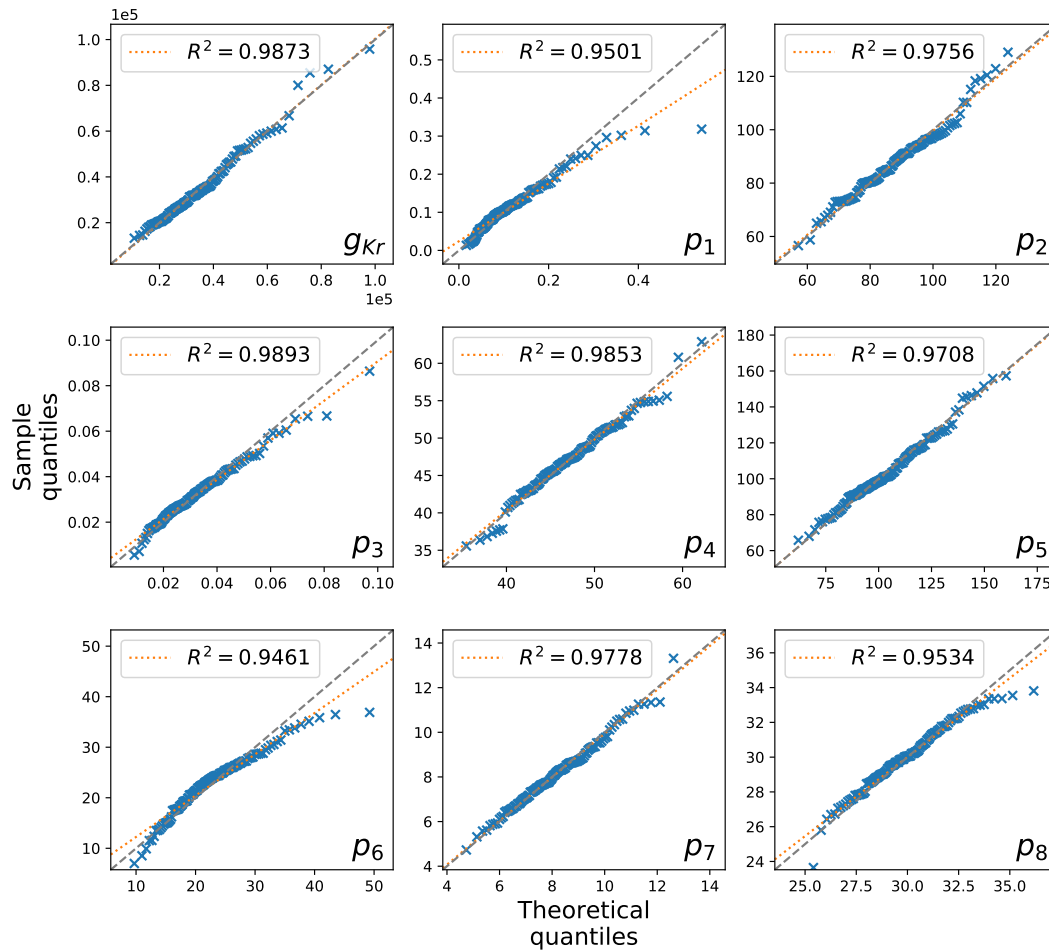 1e5
1.0
0.8
0.6
0.4
0.2
R² = 0.9873
g_Kr
0.2 0.4 0.6 0.8 1.0
1e5
0.5
0.4
0.3
0.2
0.1
0.0
R² = 0.9501
p₁
0.0 0.2 0.4
120
100
80
60
R² = 0.9756
p₂
60 80 100 120
0.10
0.08
0.06
0.04
0.02
R² = 0.9893
p₃
0.02 0.04 0.06 0.08 0.10
60
55
50
45
40
35
R² = 0.9853
p₄
40 50 60
180
160
140
120
100
80
60
R² = 0.9708
p₅
75 100 125 150 175
Sample
quantiles
50
40
30
20
10
R² = 0.9461
p₆
10 20 30 40 50
14
12
10
8
6
4
R² = 0.9778
p₇
4 6 8 10 12 14
36
34
32
30
28
26
24
R² = 0.9534
p₈
25.0 27.5 30.0 32.5 35.0
Theoretical
quantiles